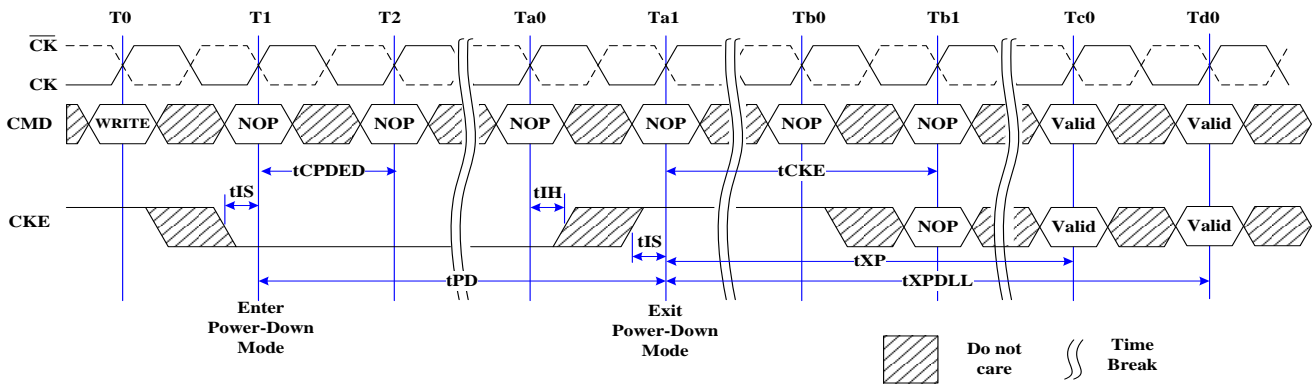 T0 T1 T2 Ta0 Ta1 Tb0 Tb1 Tc0 Td0
CK
CK
CMD WRITE NOP NOP NOP NOP NOP NOP Valid Valid
tCPDED tCKE
tIS tIH
CKE NOP Valid Valid
tIS
tXP
tPD tXPDLL
Enter
Power-Down
Mode
Exit
Power-Down
Mode
Do not
care
Time
Break